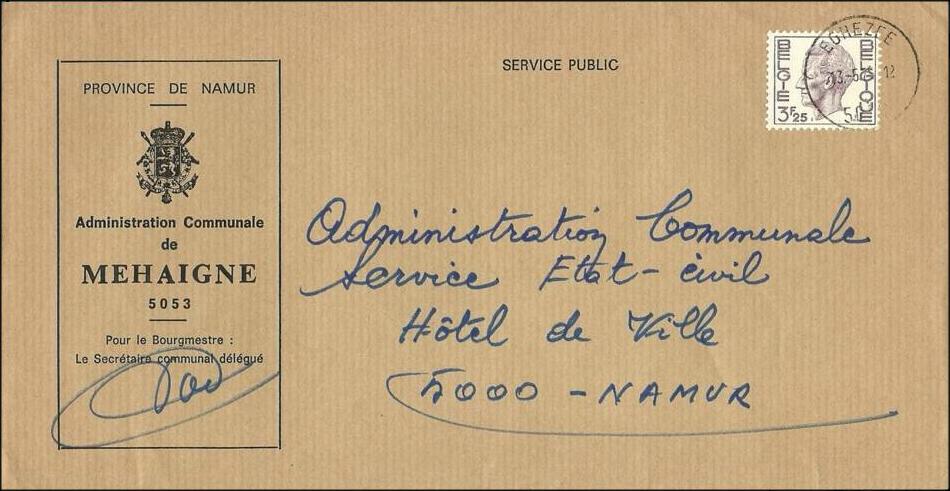 SERVICE PUBLIC
PROVINCE DE NAMUR
Administration Communale
de
MEHAIGNE
5053
Pour le Bourgmestre :
Le Secrétaire communal délégué
BELGIE
BELGIQUE
3F25
EGHEZEE
Administration Communale
Service Etat-civil
Hôtel de Ville
5000 - NAMUR